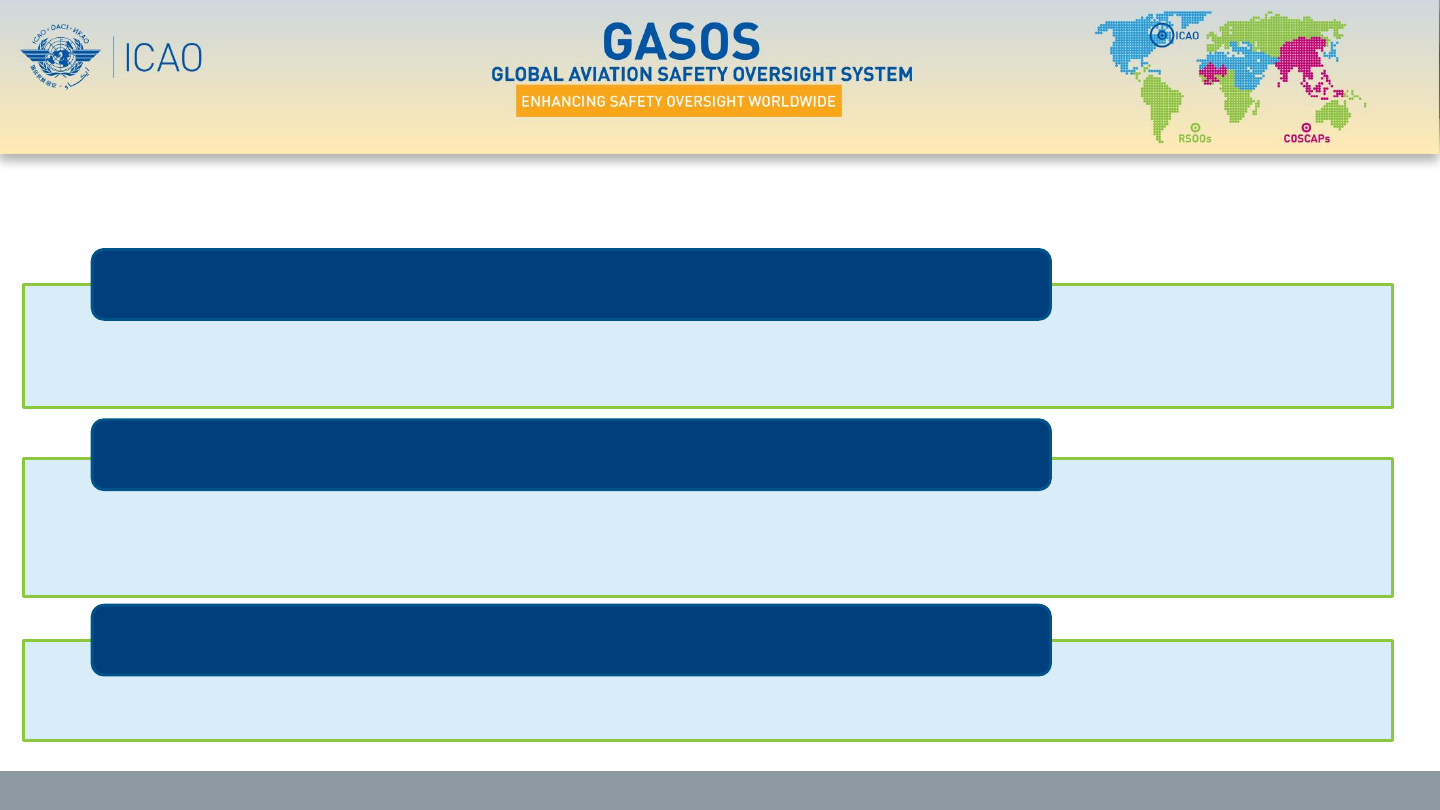 ICAO · OACI · ИКАО
ICAO
GASOS
GLOBAL AVIATION SAFETY OVERSIGHT SYSTEM
ENHANCING SAFETY OVERSIGHT WORLDWIDE
ICAO
RSOOs
COSCAPs